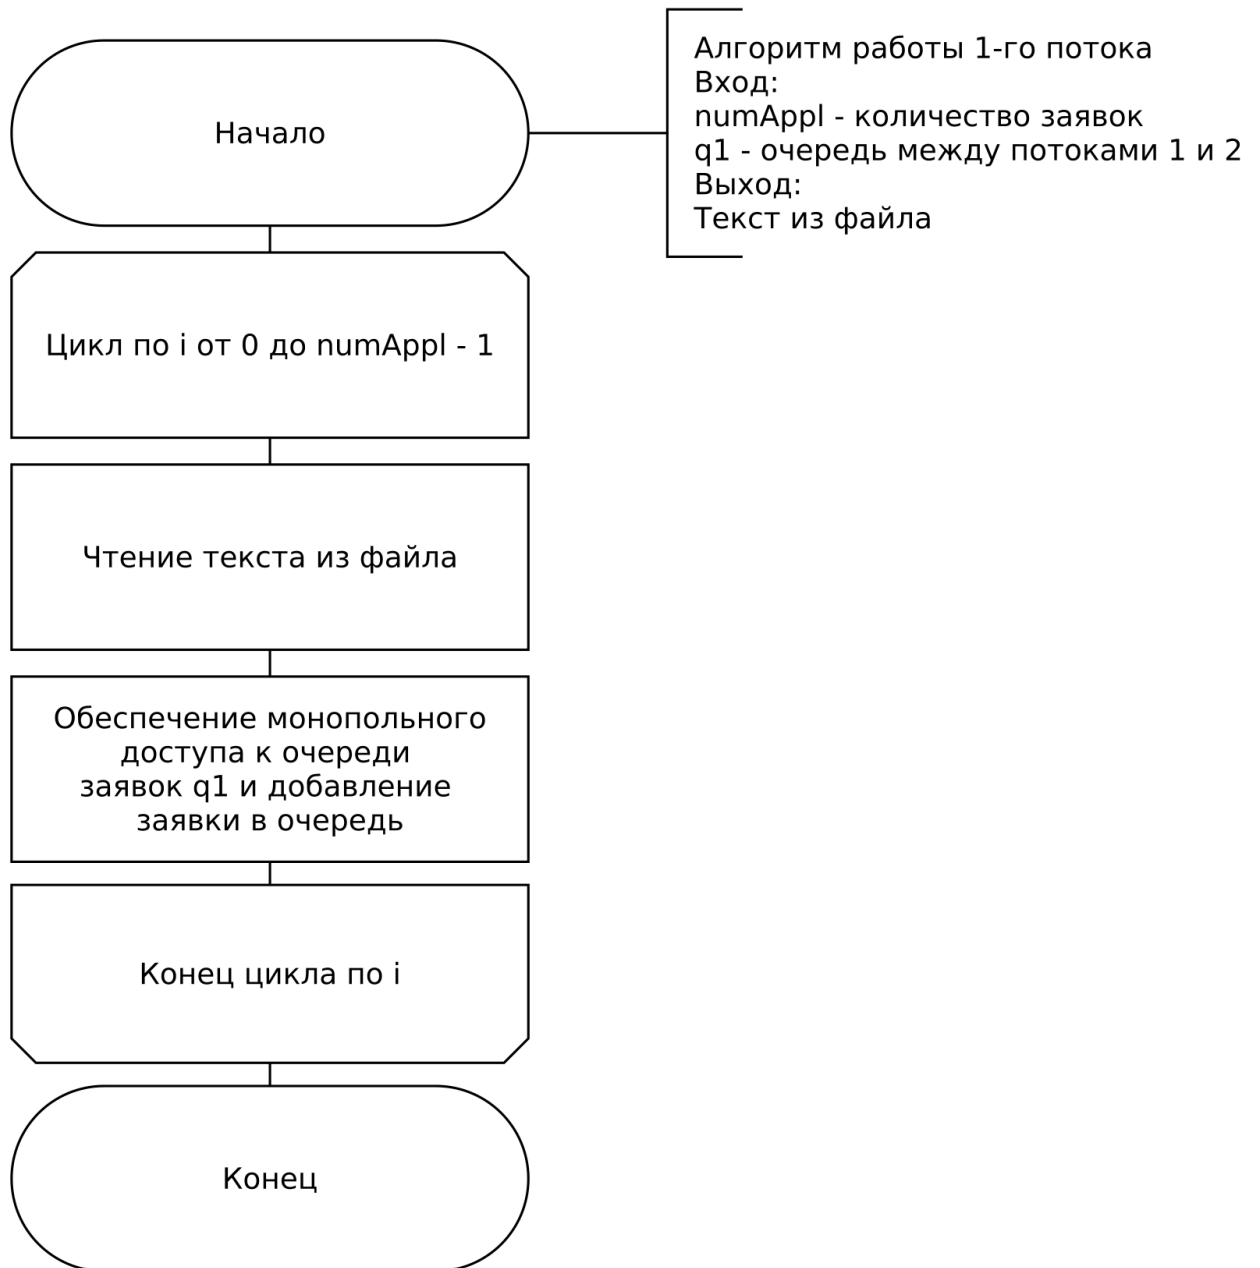 Начало
Алгоритм работы 1-го потока
Вход:
numAppl - количество заявок
q1 - очередь между потоками 1 и 2
Выход:
Текст из файла
Цикл по i от 0 до numAppl - 1
Чтение текста из файла
Обеспечение монопольного
доступа к очереди
заявок q1 и добавление
заявки в очередь
Конец цикла по i
Конец